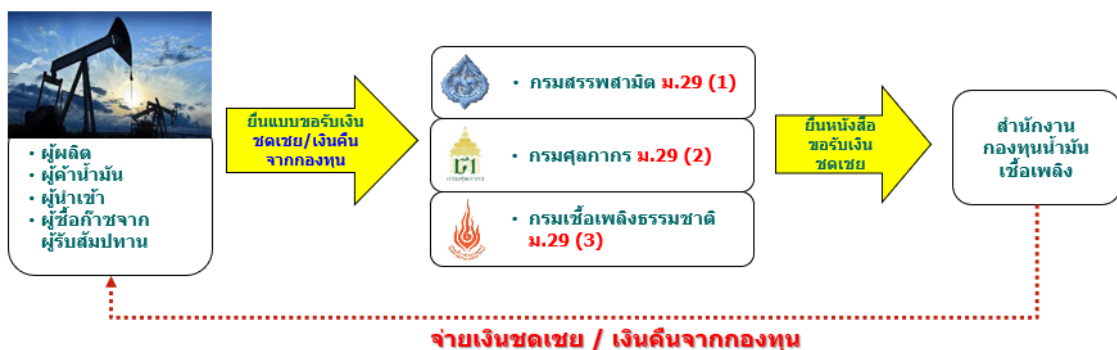 • ผู้ผลิต
• ผู้ค้าน้ำมัน
• ผู้นำเข้า
• ผู้ซื้อก๊าซจาก
ผู้รับสัมปทาน
ยื่นแบบขอรับเงิน
ชดเชย/เงินคืน
จากกองทุน
• กรมสรรพสามิต ม.29 (1)
กรมศุลกากร
• กรมศุลกากร ม.29 (2)
• กรมเชื้อเพลิงธรรมชาติ
ม.29 (3)
ยื่นหนังสือ
ขอรับเงิน
ชดเชย
สำนักงาน
กองทุนน้ำมัน
เชื้อเพลิง
จ่ายเงินชดเชย / เงินคืนจากกองทุน